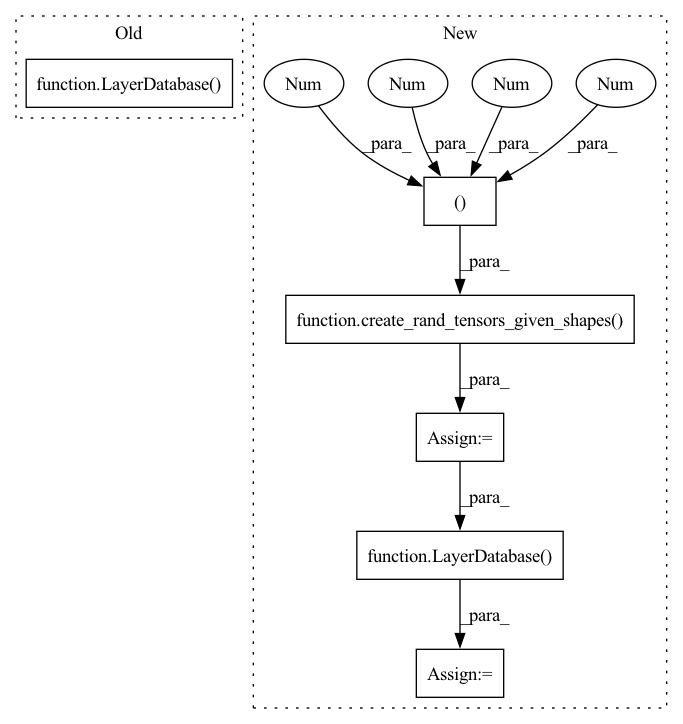 Old
New
function.LayerDatabase()
Num
Num
Num
Num
_para_
_para_
_para_
_para_
()
_para_
function.create_rand_tensors_given_shapes()
_para_
Assign:=
_para_
function.LayerDatabase()
_para_
Assign:=